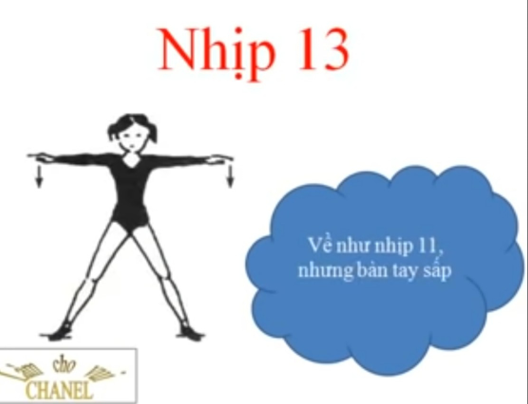 Nhịp 13
Về như nhịp 11,
nhưng bàn tay sấp
cho
CHANEL